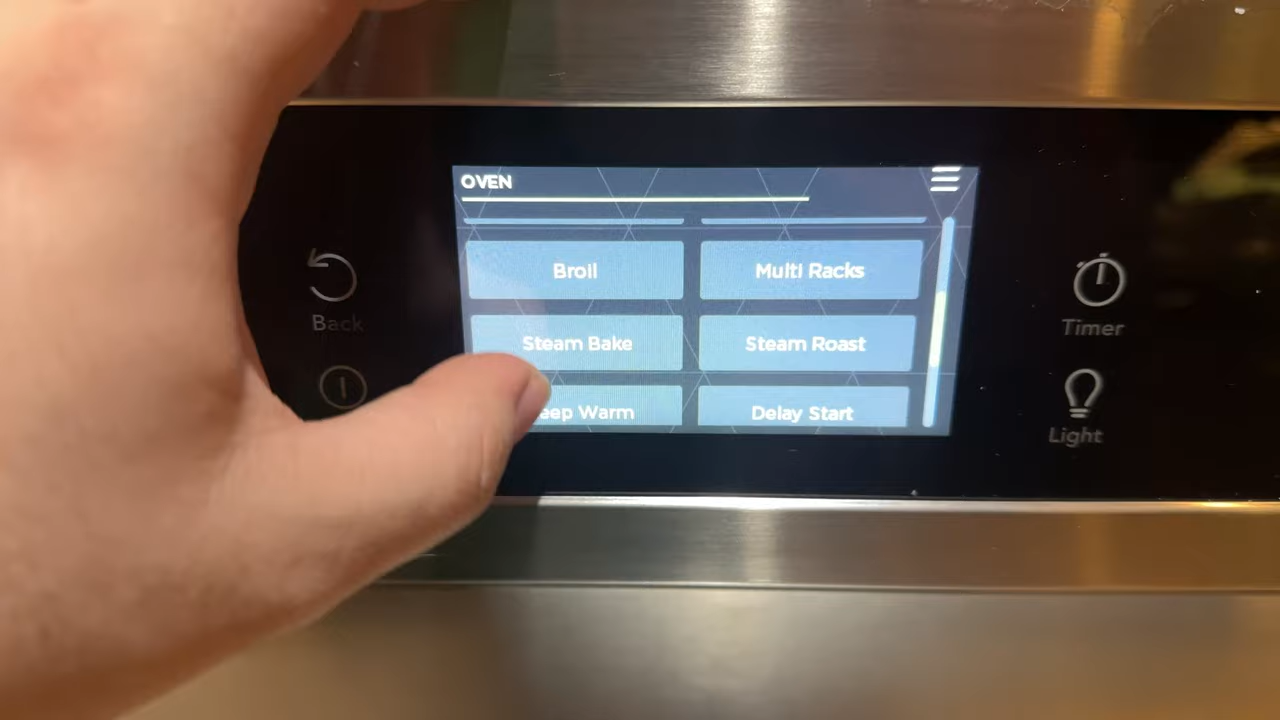 OVEN
Broil Multi Racks
Back Timer
Steam Bake Steam Roast
eep Warm Delay Start
Light